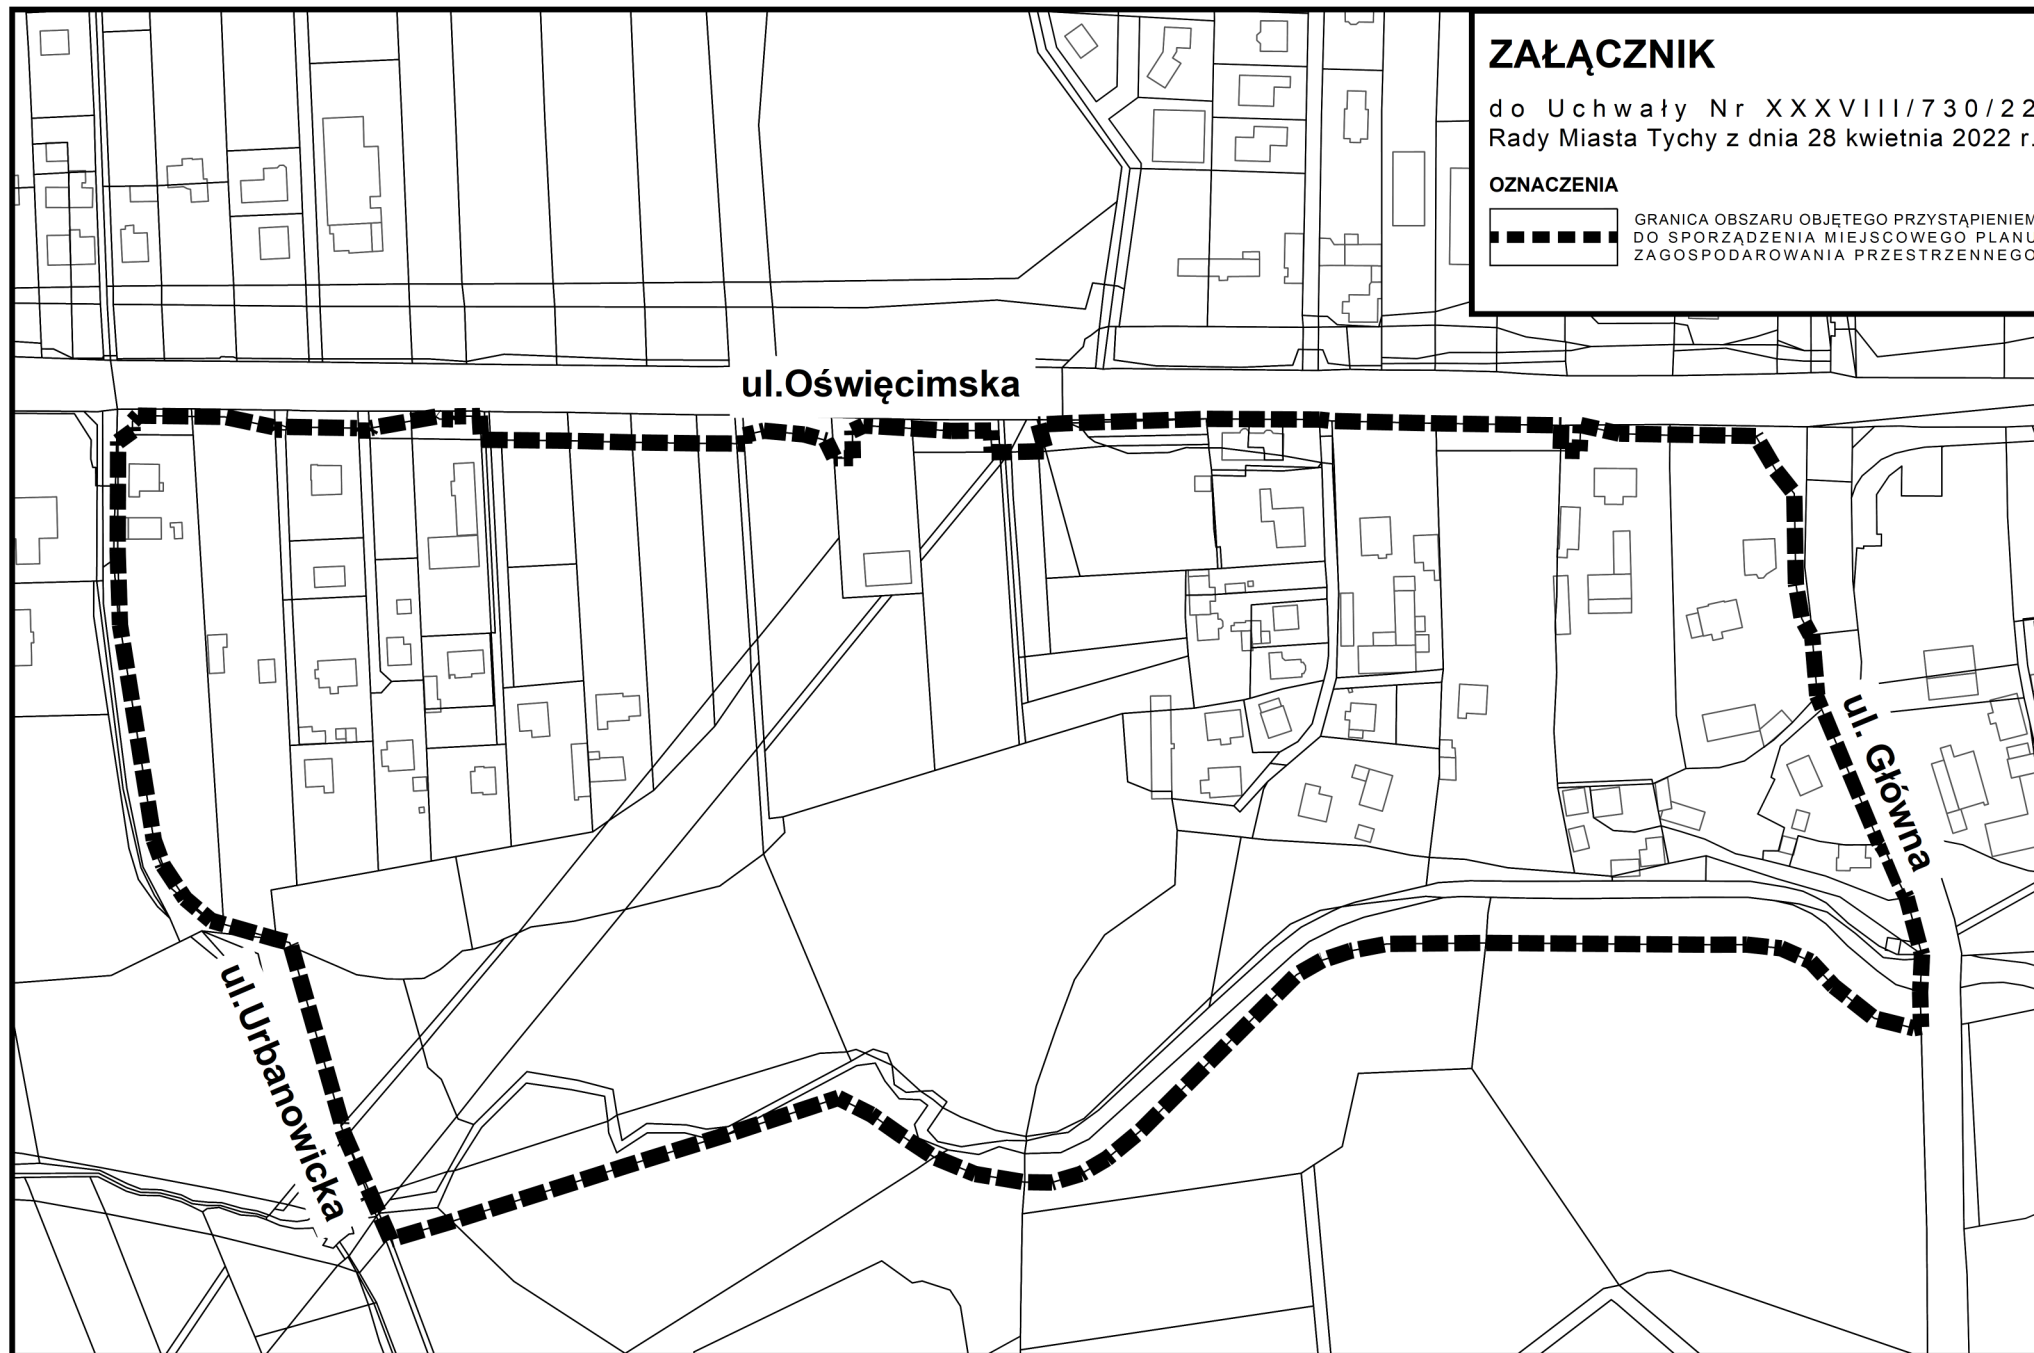 ZAŁĄCZNIK
do Uchwały Nr XXXVIII/730/22
Rady Miasta Tychy z dnia 28 kwietnia 2022 r.
OZNACZENIA
GRANICA OBSZARU OBJĘTEGO PRZYSTĄPIENIEM
DO SPORZĄDZENIA MIEJSCOWEGO PLANU
ZAGOSPODAROWANIA PRZESTRZENNEGO
ul.Oświęcimska
ul. Główna
ul.Urbanowicka